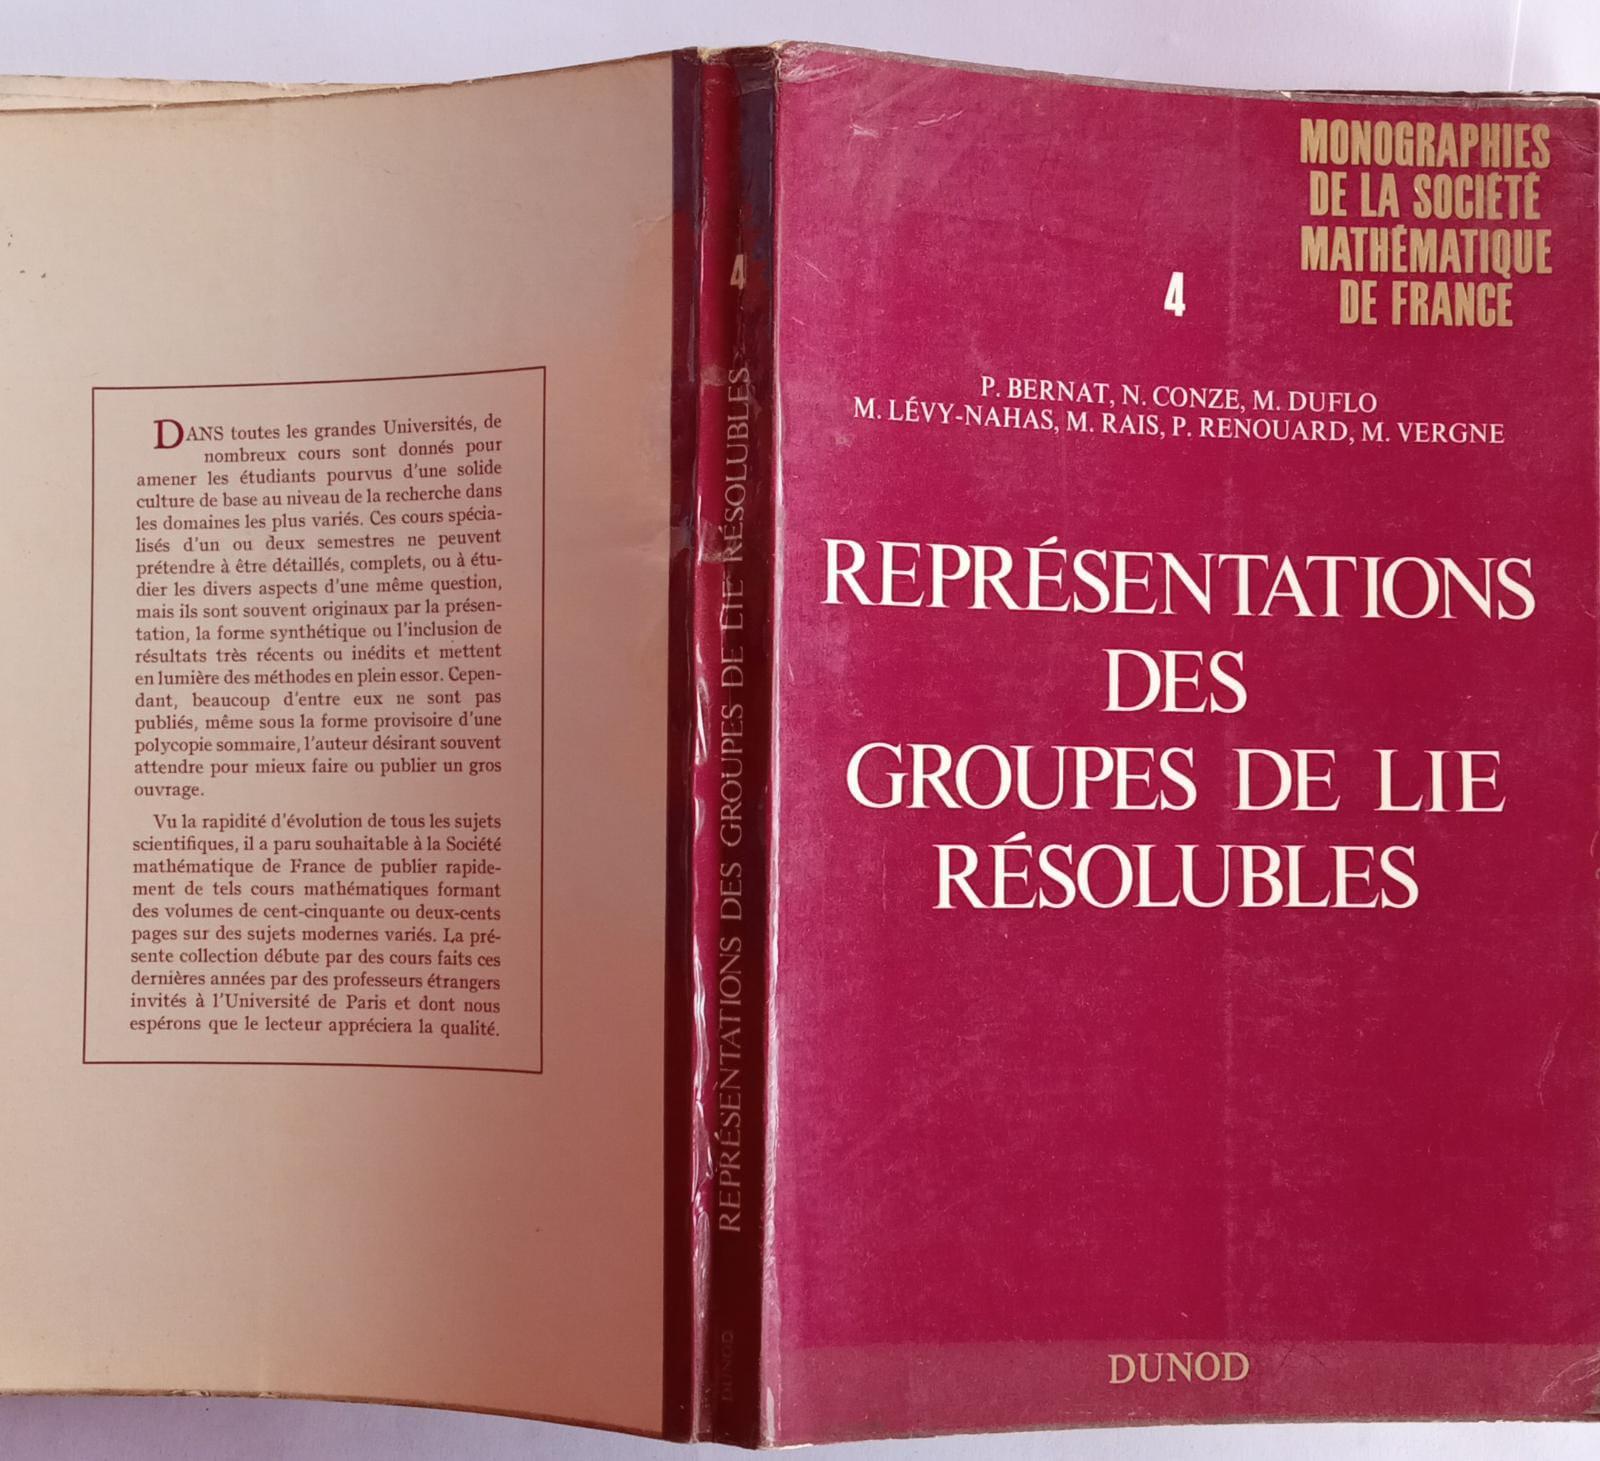 DANS toutes les grandes Universités, de
nombreux cours sont donnés pour
amener les étudiants pourvus d'une solide
culture de base au niveau de la recherche dans
les domaines les plus variés. Ces cours spécia-
lisés d'un ou deux semestres ne peuvent
prétendre à être détaillés, complets, ou à étu-
dier les divers aspects d'une même question,
mais ils sont souvent originaux par la présen-
tation, la forme synthétique ou l'inclusion de
résultats très récents ou inédits et mettent
en lumière des méthodes en plein essor. Cepen-
dant, beaucoup d'entre eux ne sont pas
publiés, même sous la forme provisoire d'une
polycopie sommaire, l'auteur désirant souvent
attendre pour mieux faire ou publier un gros
ouvrage.
Vu la rapidité d'évolution de tous les sujets
scientifiques, il a paru souhaitable à la Société
mathématique de France de publier rapide-
ment de tels cours mathématiques formant
des volumes de cent-cinquante ou deux-cents
pages sur des sujets modernes variés. La pré-
sente collection débute par des cours faits ces
dernières années par des professeurs étrangers
invités à l'Université de Paris et dont nous
espérons que le lecteur appréciera la qualité.
4
REPRÉSENTATIONS DES GROUPES DE LIE RÉSOLUBLES
DUNOD
MONOGRAPHIES
DE LA SOCIÉTÉ
MATHÉMATIQUE
DE FRANCE
4
P. BERNAT, N. CONZE, M. DUFLO
M. LÉVY-NAHAS, M. RAIS, P. RENOUARD, M. VERGNE
REPRÉSENTATIONS
DES
GROUPES DE LIE
RÉSOLUBLES
DUNOD